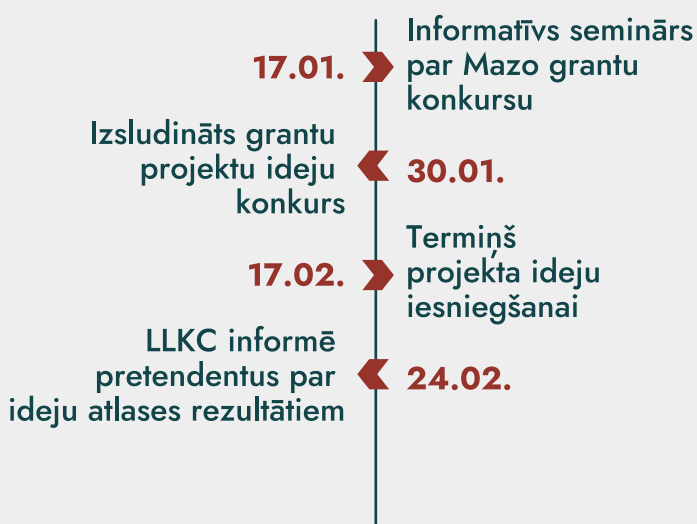 17.01.
Informatīvs seminārs
par Mazo grantu
konkursu
Izsludināts grantu
projektu ideju
konkurs
30.01.
17.02.
Termiņš
projekta ideju
iesniegšanai
LLKC informē
pretendentus par
ideju atlases rezultātiem
24.02.